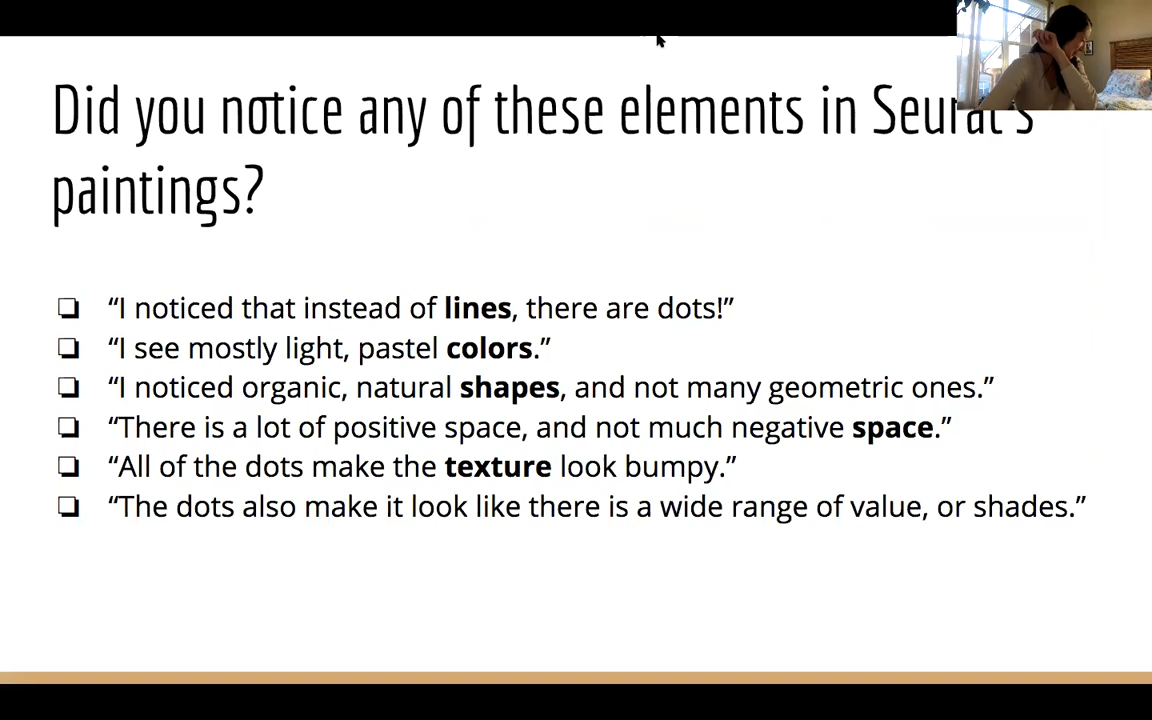 Did you notice any of these elements in Seurat's
paintings?
❏ “I noticed that instead of lines, there are dots!”
❏ “I see mostly light, pastel colors.”
❏ “I noticed organic, natural shapes, and not many geometric ones.”
❏ “There is a lot of positive space, and not much negative space.”
❏ “All of the dots make the texture look bumpy.”
❏ “The dots also make it look like there is a wide range of value, or shades.”